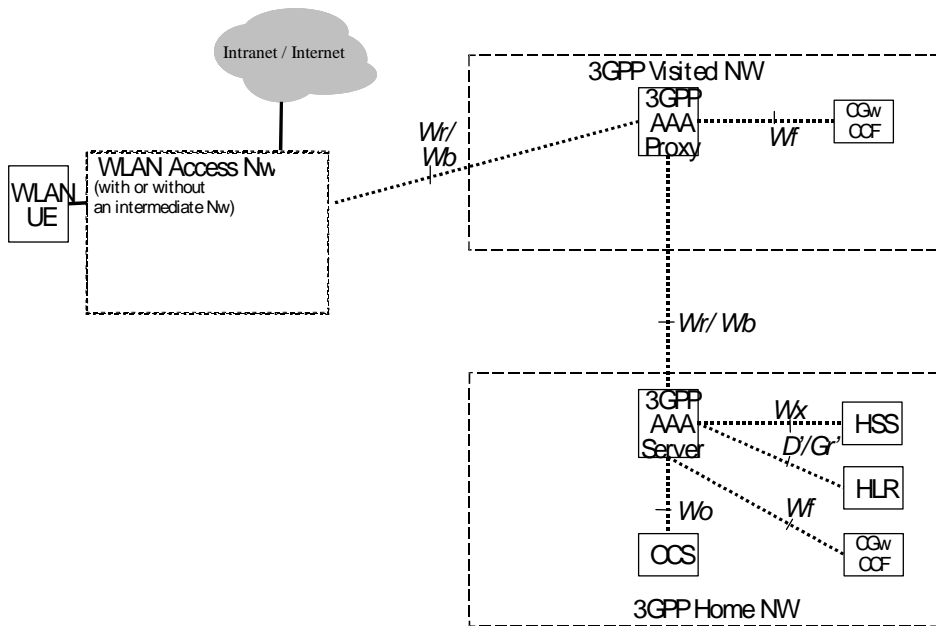 Intranet / Internet
3GPP Visited NW
3GPP
AAA
Proxy
Wf
CGw
CCF
Wr/
Wb
WLAN Access Nw
(with or without
an intermediate Nw)
WLAN
UE
Wr/ Wb
3GPP
AAA
Server
Wx
HSS
D'/Gr'
HLR
Wf
CGw
CCF
Wo
OCS
3GPP Home NW